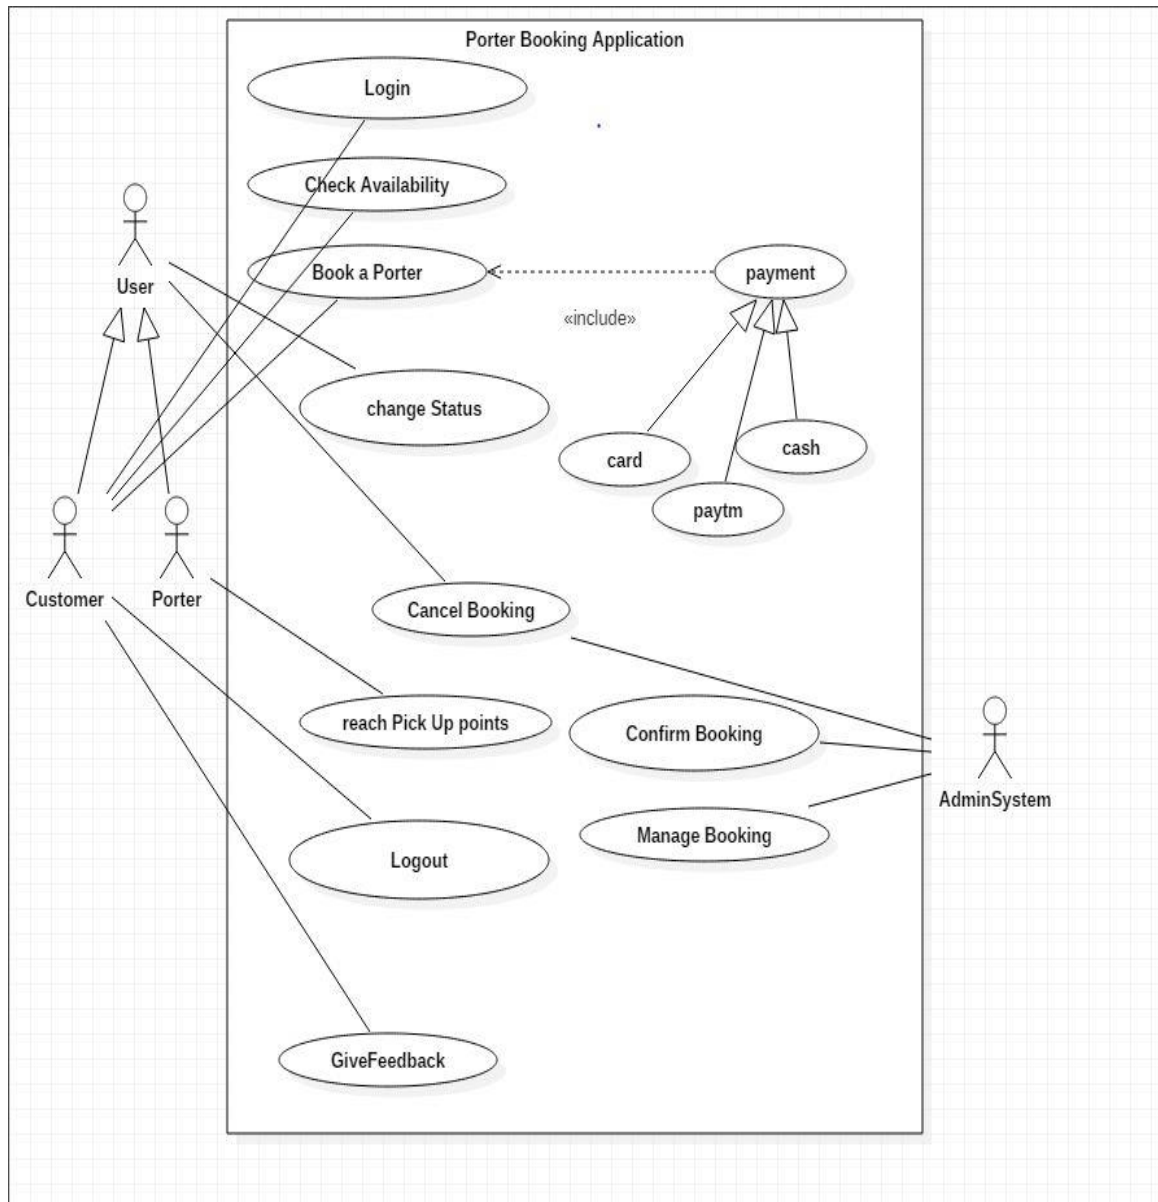 Porter Booking Application
Login
Check Availability
Book a Porter
payment
User
«include»
change Status
card
cash
paytm
Customer
Porter
Cancel Booking
reach Pick Up points
Confirm Booking
AdminSystem
Manage Booking
Logout
GiveFeedback